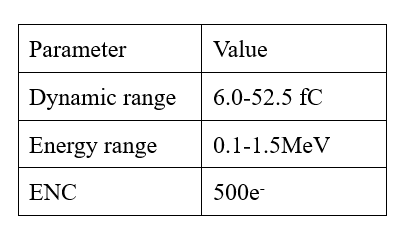 Parameter Value
Dynamic range 6.0-52.5 fC
Energy range 0.1-1.5MeV
ENC 500e⁻